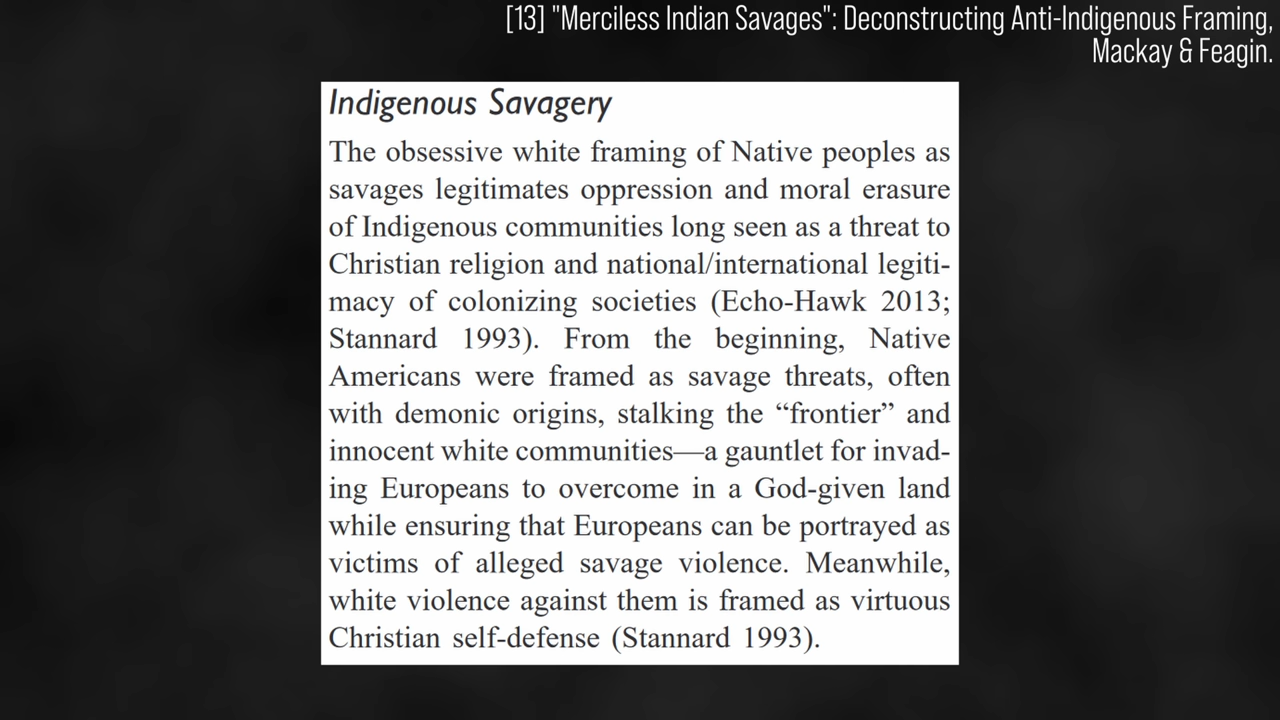 [13] "Merciless Indian Savages": Deconstructing Anti-Indigenous Framing,
Mackay & Feagin.
Indigenous Savagery
The obsessive white framing of Native peoples as
savages legitimates oppression and moral erasure
of Indigenous communities long seen as a threat to
Christian religion and national/international legiti-
macy of colonizing societies (Echo-Hawk 2013;
Stannard 1993). From the beginning, Native
Americans were framed as savage threats, often
with demonic origins, stalking the “frontier” and
innocent white communities—a gauntlet for invad-
ing Europeans to overcome in a God-given land
while ensuring that Europeans can be portrayed as
victims of alleged savage violence. Meanwhile,
white violence against them is framed as virtuous
Christian self-defense (Stannard 1993).